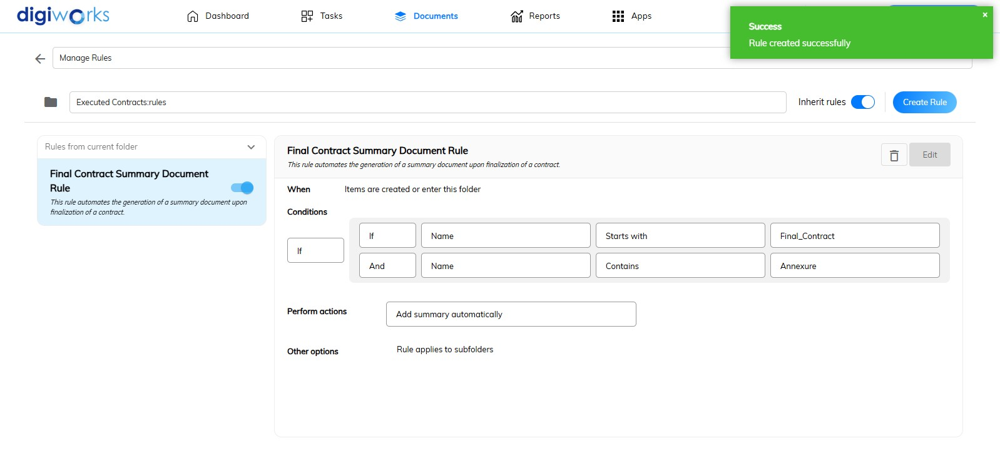 digiworks
Dashboard
Tasks
Documents
Reports
Apps
Success
×
Rule created successfully
Manage Rules
Executed Contracts:rules
Inherit rules
Create Rule
Rules from current folder
Final Contract Summary Document
Rule
This rule automates the generation of a summary document upon
finalization of a contract.
Final Contract Summary Document Rule
This rule automates the generation of a summary document upon finalization of a contract.
Edit
When Items are created or enter this folder
Conditions
If
If Name Starts with Final_Contract
And Name Contains Annexure
Perform actions Add summary automatically
Other options Rule applies to subfolders